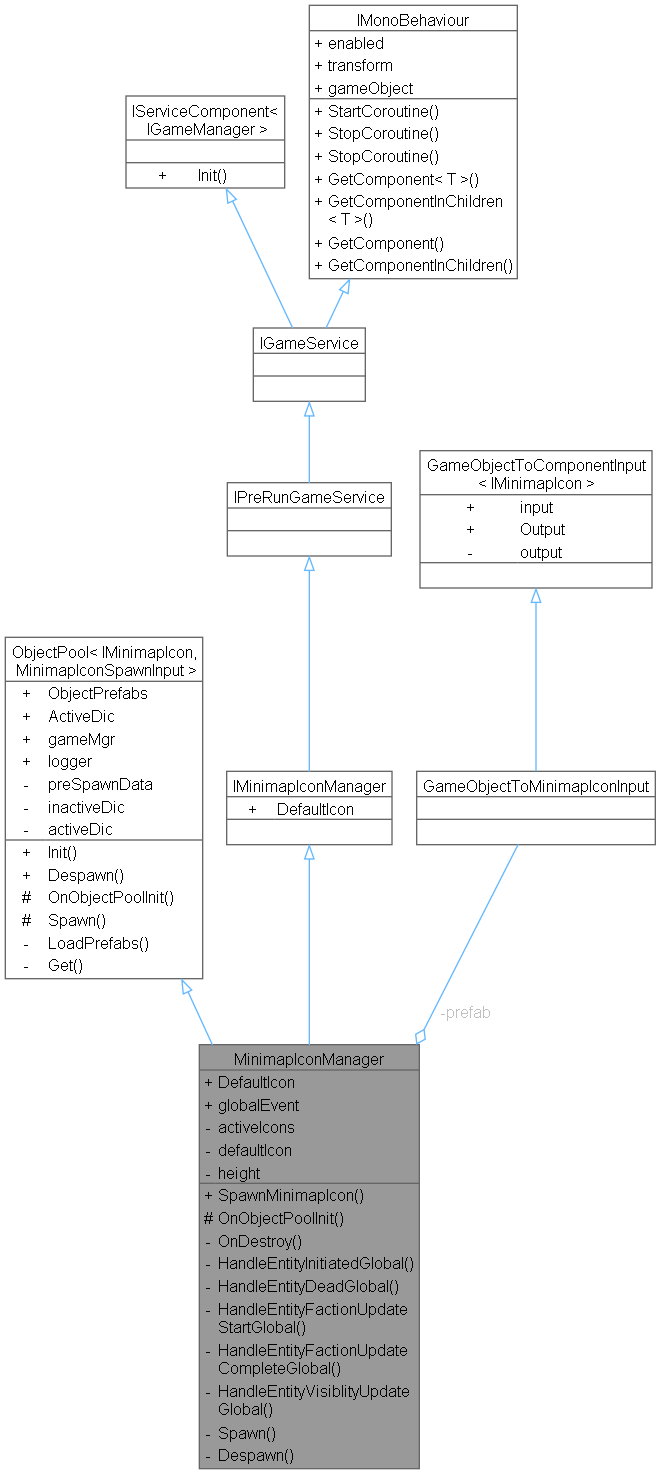 IMonoBehaviour
+ enabled
+ transform
+ gameObject
+ StartCoroutine()
+ StopCoroutine()
+ StopCoroutine()
+ GetComponent< T >()
+ GetComponentInChildren
< T >()
+ GetComponent()
+ GetComponentInChildren()
IServiceComponent<
IGameManager >
+ Init()
IGameService
IPreRunGameService
GameObjectToComponentInput
< IMinimapIcon >
+ input
+ Output
- output
ObjectPool< IMinimapIcon,
MinimapIconSpawnInput >
+ ObjectPrefabs
+ ActiveDic
+ gameMgr
+ logger
- preSpawnData
- inactiveDic
- activeDic
+ Init()
+ Despawn()
# OnObjectPoolInit()
# Spawn()
- LoadPrefabs()
- Get()
IMinimapIconManager
+ DefaultIcon
GameObjectToMinimapIconInput
-prefab
MinimapIconManager
+ DefaultIcon
+ globalEvent
- activeIcons
- defaultIcon
- height
+ SpawnMinimapIcon()
# OnObjectPoolInit()
- OnDestroy()
- HandleEntityInitiatedGlobal()
- HandleEntityDeadGlobal()
- HandleEntityFactionUpdate
StartGlobal()
- HandleEntityFactionUpdate
CompleteGlobal()
- HandleEntityVisiblityUpdate
Global()
- Spawn()
- Despawn()